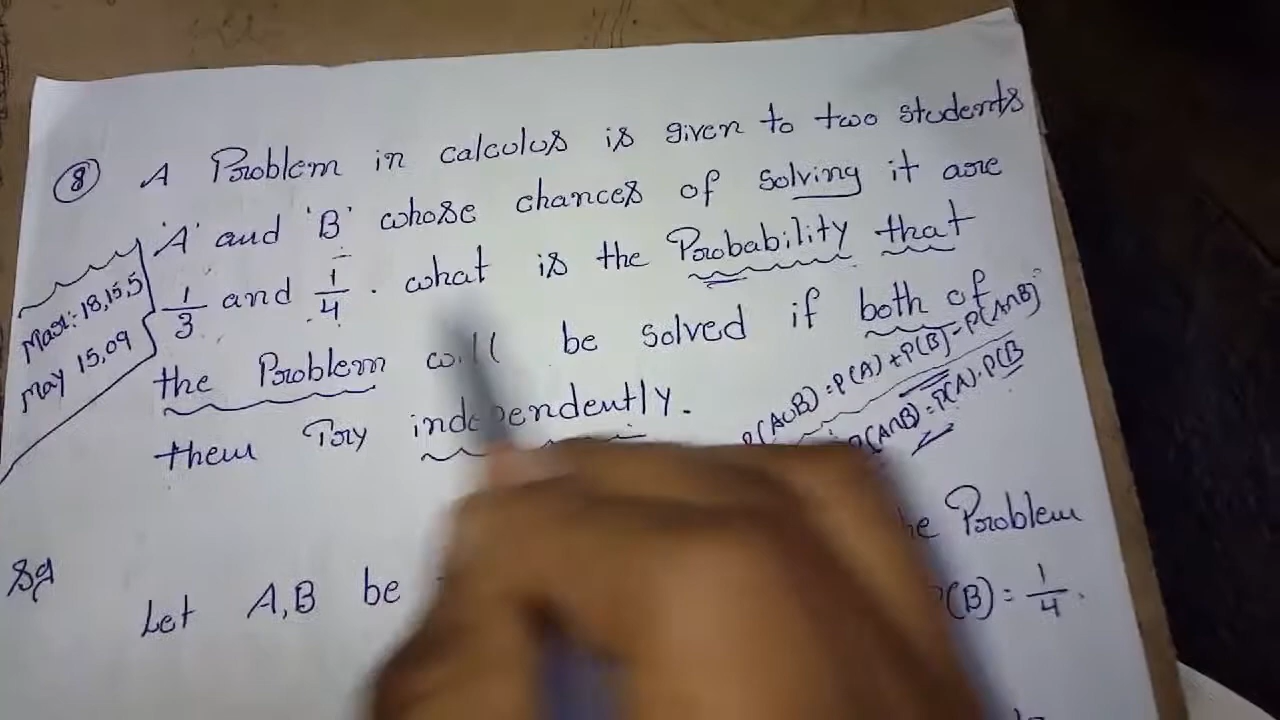 8 A Problem in calculus is given to two students
'A' and 'B' whose chances of solving it are
1/3 and 1/4. what is the Probability that
the Problem will be solved if both of
them Try independently.
Mar:- 18,15,5
May 15,09
P(A∪B) = P(A)+P(B)-P(A∩B)
P(A∩B) = P(A).P(B
Sol
Let A,B be
the Problem
P(B) = 1/4.